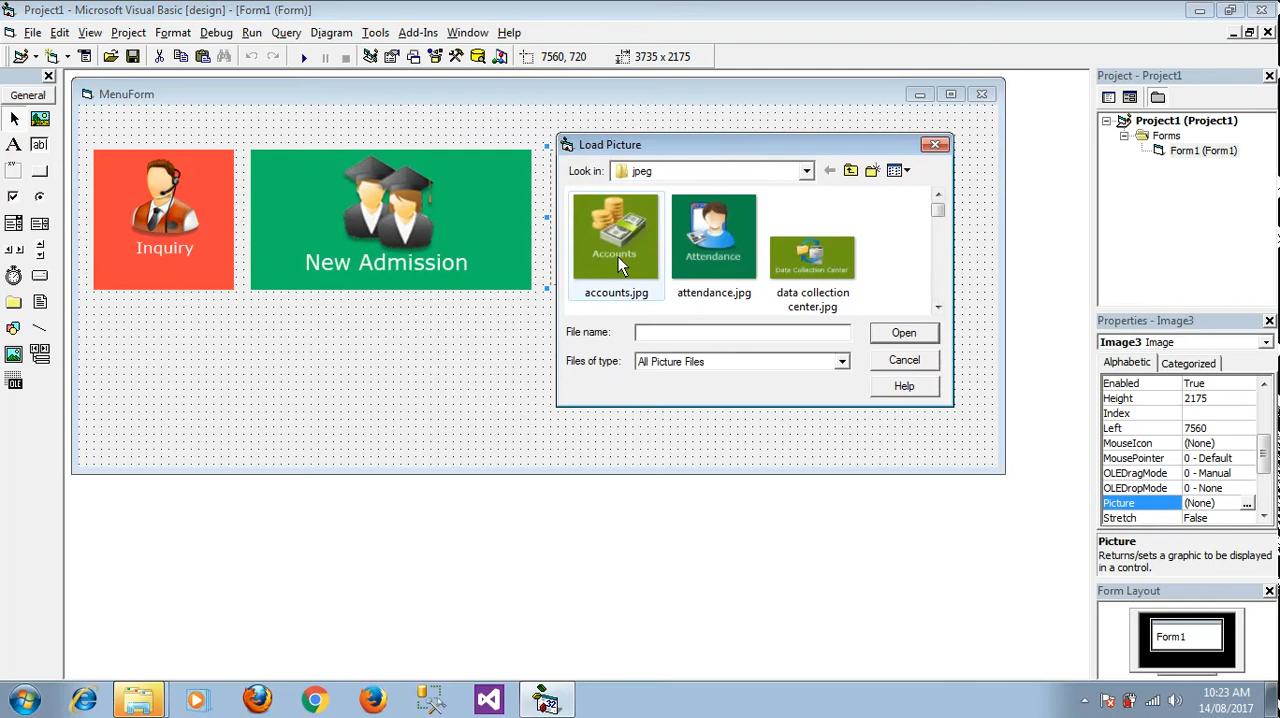 Project1 - Microsoft Visual Basic [design] - [Form1 (Form)]
File Edit View Project Format Debug Run Query Diagram Tools Add-Ins Window Help
7560, 720
3735 x 2175
General
MenuForm
Inquiry
New Admission
Load Picture
Look in:
jpeg
Accounts
Attendance
Data Collection Center
accounts.jpg
attendance.jpg
data collection
center.jpg
File name:
Open
Files of type:
All Picture Files
Cancel
Help
Project - Project1
Project1 (Project1)
Forms
Form1 (Form1)
Properties - Image3
Image3 Image
Alphabetic
Categorized
Enabled True
Height 2175
Index
Left 7560
MouseIcon (None)
MousePointer 0 - Default
OLEDragMode 0 - Manual
OLEDropMode 0 - None
Picture (None) ...
Stretch False
Picture
Returns/sets a graphic to be displayed
in a control.
Form Layout
Form1
10:23 AM
14/08/2017